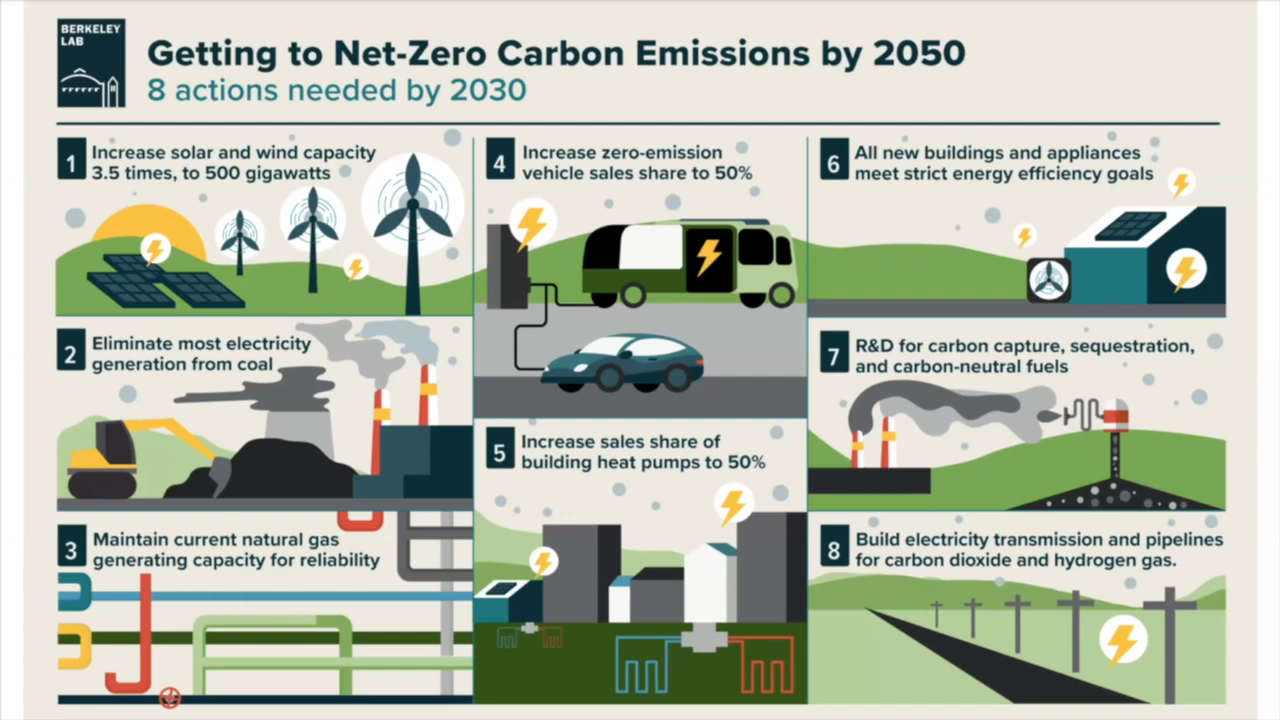 BERKELEY
LAB
Getting to Net-Zero Carbon Emissions by 2050
8 actions needed by 2030
1
Increase solar and wind capacity
3.5 times, to 500 gigawatts
2
Eliminate most electricity
generation from coal
3
Maintain current natural gas
generating capacity for reliability
4
Increase zero-emission
vehicle sales share to 50%
5
Increase sales share of
building heat pumps to 50%
6
All new buildings and appliances
meet strict energy efficiency goals
7
R&D for carbon capture, sequestration,
and carbon-neutral fuels
8
Build electricity transmission and pipelines
for carbon dioxide and hydrogen gas.